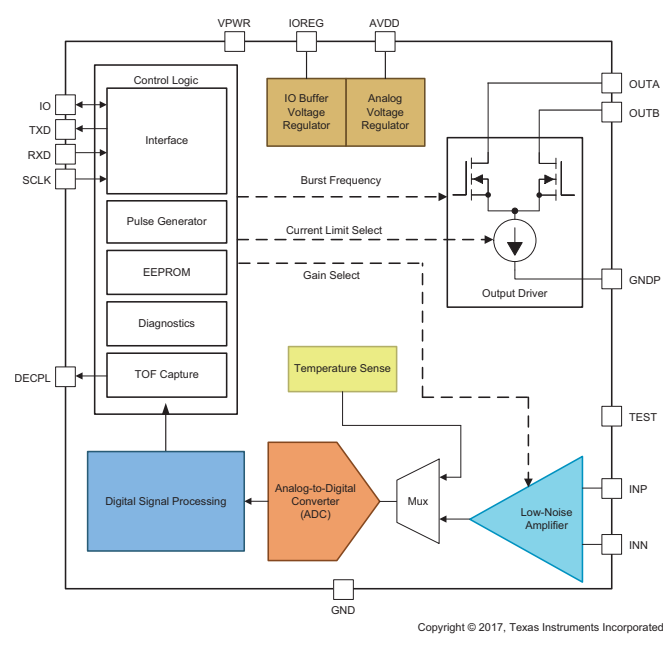 VPWR
IOREG
AVDD
Control Logic
IO
TXD
RXD
SCLK
Interface
IO Buffer
Voltage
Regulator
Analog
Voltage
Regulator
OUTA
OUTB
Burst Frequency
Pulse Generator
Current Limit Select
EEPROM
Gain Select
GNDP
Output Driver
Diagnostics
DECPL
TOF Capture
Temperature Sense
TEST
Digital Signal Processing
Analog-to-Digital
Converter
(ADC)
Mux
Low-Noise
Amplifier
INP
INN
GND
Copyright © 2017, Texas Instruments Incorporated